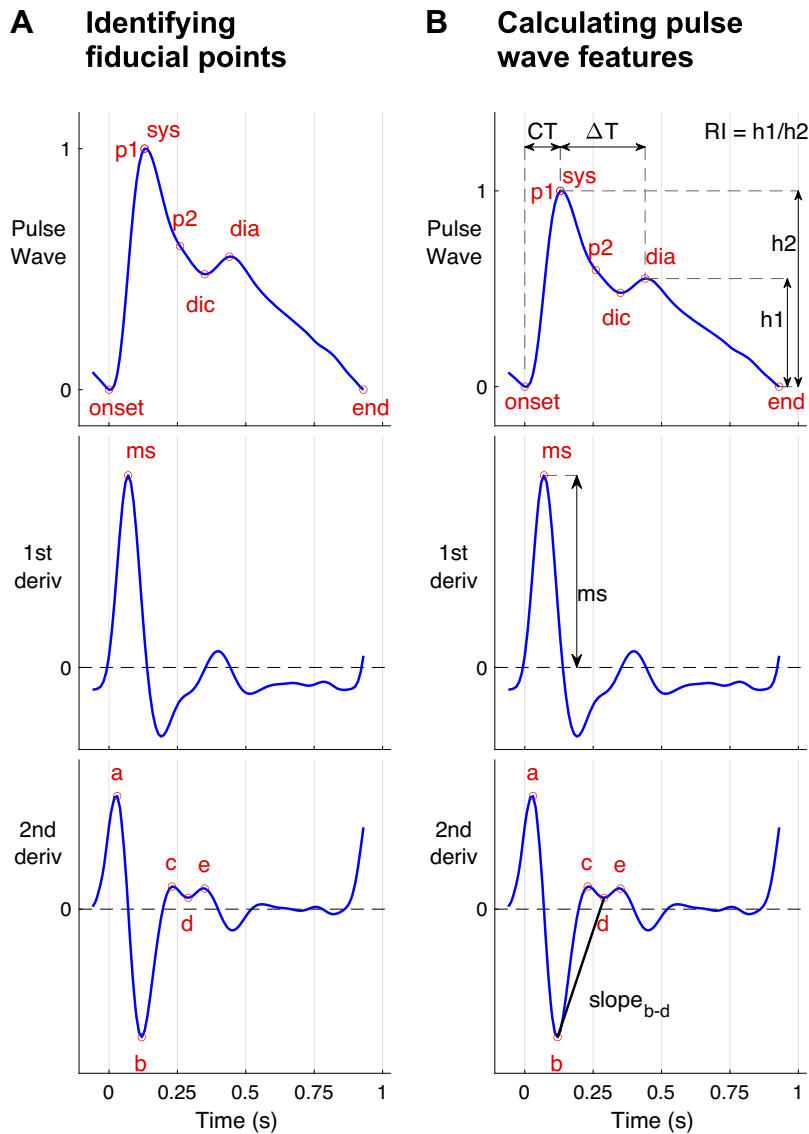 A Identifying
fiducial points
B Calculating pulse
wave features
1
sys
p1
Pulse
Wave
p2
dia
dic
0
onset
end
CT
ΔT
RI = h1/h2
1
sys
p1
Pulse
Wave
p2
dia
dic
h2
h1
0
onset
end
ms
1st
deriv
0
ms
1st
deriv
ms
0
a
2nd
deriv
c
e
0
d
b
0 0.25 0.5 0.75 1
Time (s)
a
2nd
deriv
c
e
0
d
slope b-d
b
0 0.25 0.5 0.75 1
Time (s)